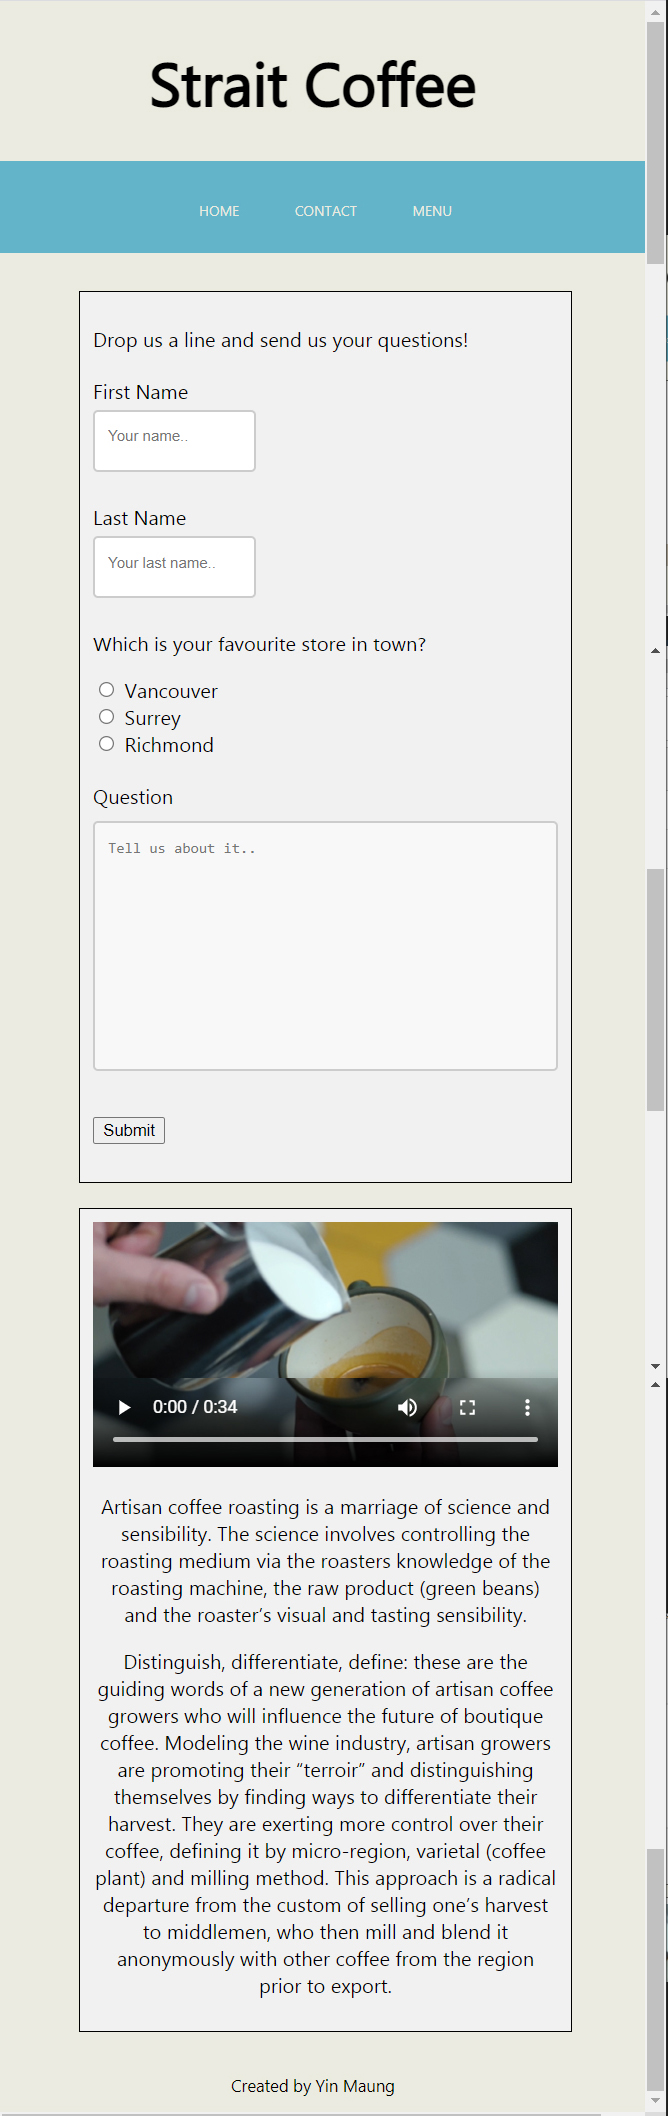 Strait Coffee
HOME CONTACT MENU
Drop us a line and send us your questions!
First Name
Your name..
Last Name
Your last name..
Which is your favourite store in town?
Vancouver
Surrey
Richmond
Question
Tell us about it..
Submit
0:00 / 0:34
Artisan coffee roasting is a marriage of science and
sensibility. The science involves controlling the
roasting medium via the roasters knowledge of the
roasting machine, the raw product (green beans)
and the roaster’s visual and tasting sensibility.
Distinguish, differentiate, define: these are the
guiding words of a new generation of artisan coffee
growers who will influence the future of boutique
coffee. Modeling the wine industry, artisan growers
are promoting their “terroir” and distinguishing
themselves by finding ways to differentiate their
harvest. They are exerting more control over their
coffee, defining it by micro-region, varietal (coffee
plant) and milling method. This approach is a radical
departure from the custom of selling one’s harvest
to middlemen, who then mill and blend it
anonymously with other coffee from the region
prior to export.
Created by Yin Maung